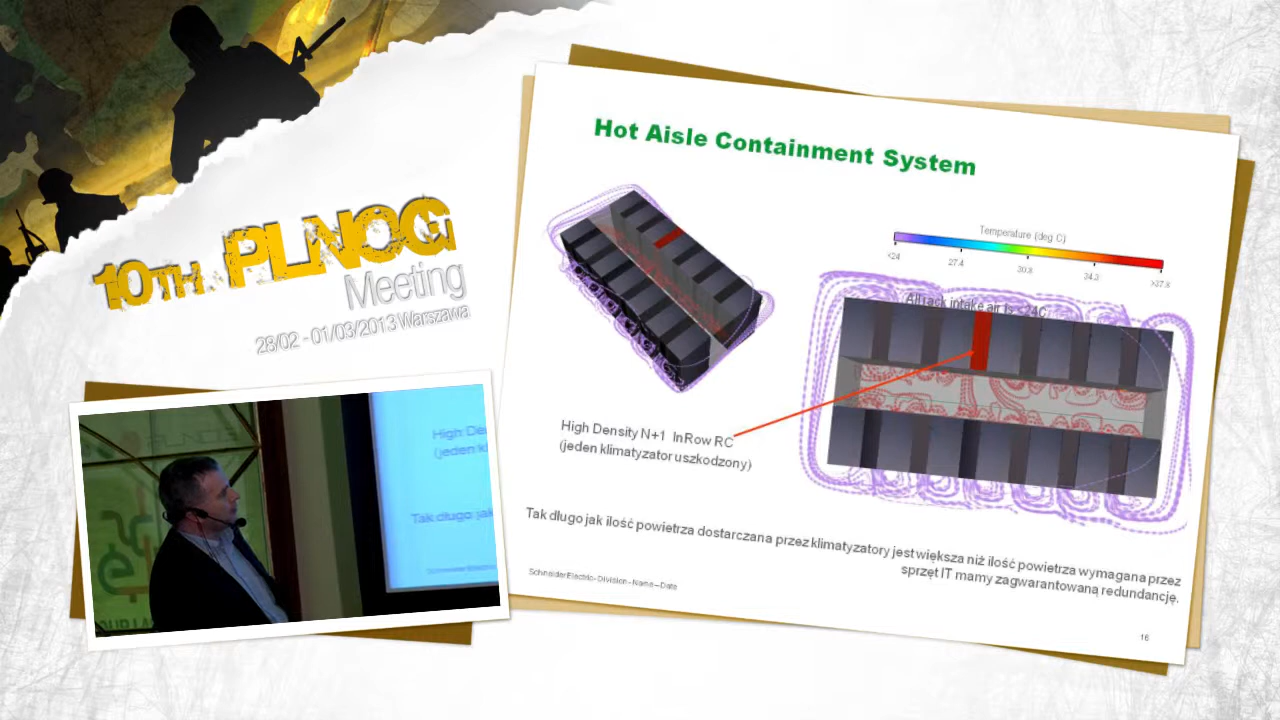 10TH PLNOG
Meeting
28/02 - 01/03/2013 Warszawa
Hot Aisle Containment System
Temperature (deg C)
<24 27.4 30.8 34.3 >37.8
All rack intake air is <24C
High Density N+1 InRow RC
(jeden klimatyzator uszkodzony)
Tak długo jak ilość powietrza dostarczana przez klimatyzatory jest większa niż ilość powietrza wymagana przez
sprzęt IT mamy zagwarantowaną redundancję.
Schneider Electric - Division - Name – Date
16
High De
(jeden kl
Tak długo jak